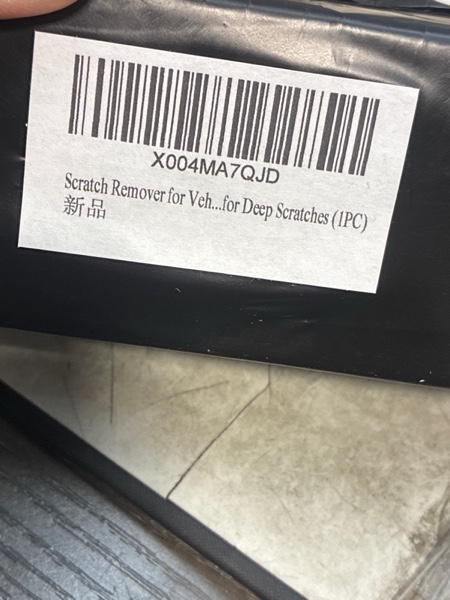 X004MA7QJD
Scratch Remover for Veh...for Deep Scratches (1PC)
新品